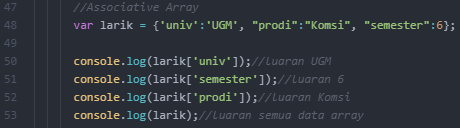 47 //Associative Array
48 var larik = {'univ':'UGM', "prodi":"Komsi", "semester":6};
49
50 console.log(larik['univ']);//luaran UGM
51 console.log(larik['semester']);//luaran 6
52 console.log(larik['prodi']);//luaran Komsi
53 console.log(larik);//luaran semua data array